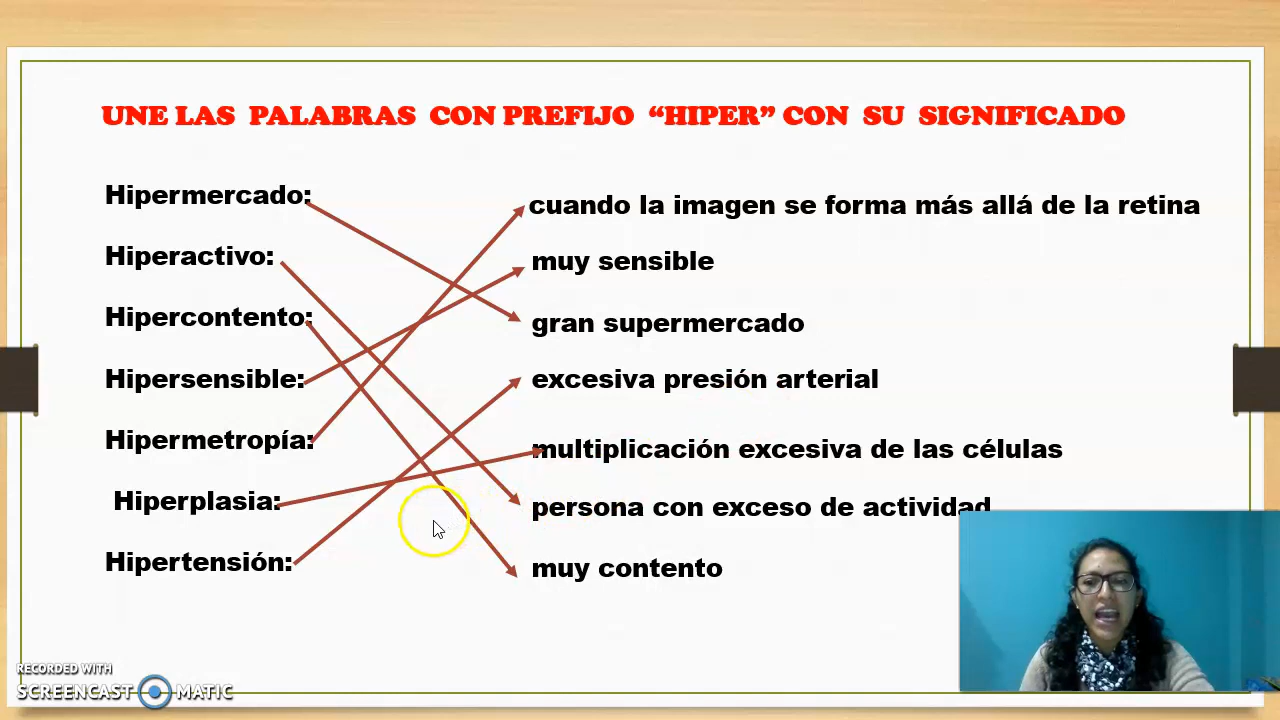 UNE LAS PALABRAS CON PREFIJO “HIPER” CON SU SIGNIFICADO
Hipermercado:
Hiperactivo:
Hipercontento:
Hipersensible:
Hipermetropía:
Hiperplasia:
Hipertensión:
cuando la imagen se forma más allá de la retina
muy sensible
gran supermercado
excesiva presión arterial
multiplicación excesiva de las células
persona con exceso de actividad
muy contento
RECORDED WITH
SCREENCAST MATIC